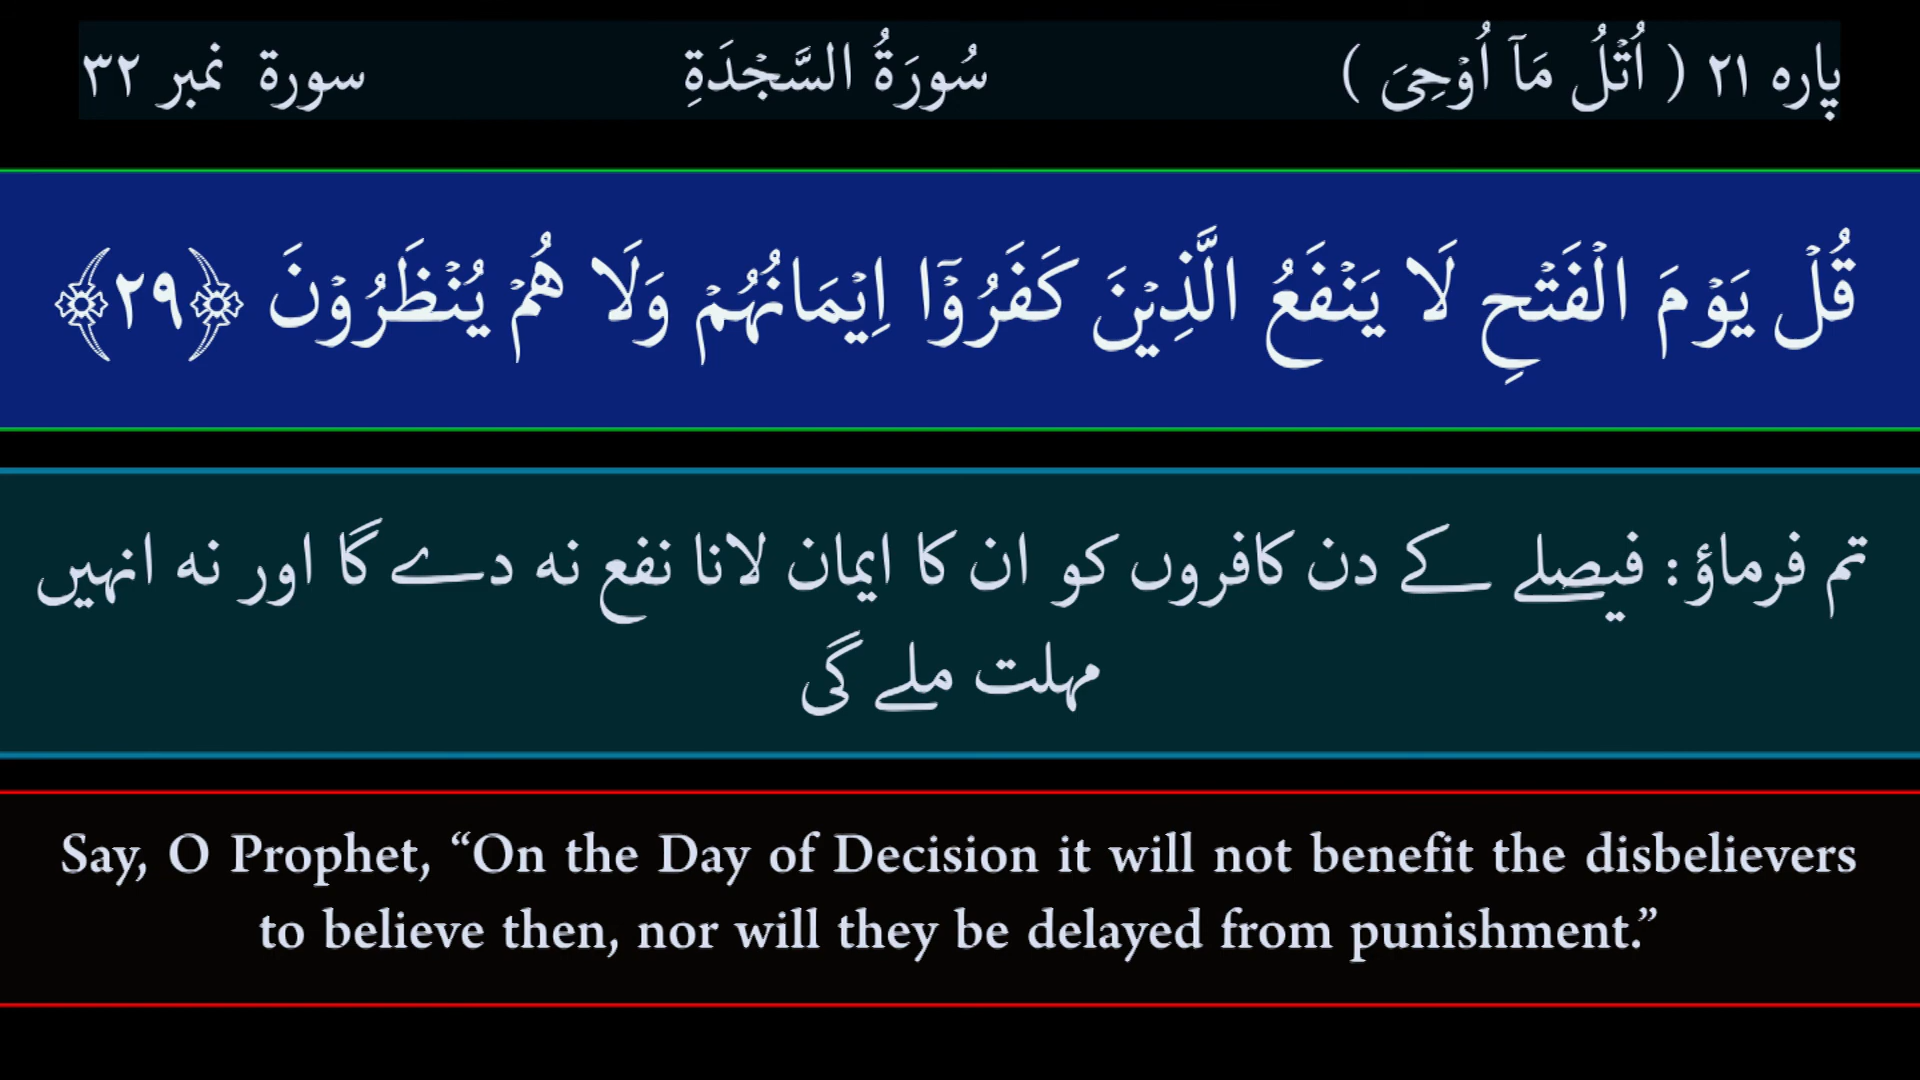 پارہ ۲۱ ( اُتْلُ مَآ اُوْحِیَ ) سُورَةُ السَّجْدَةِ سورۃ نمبر ۳۲
قُلْ یَوْمَ الْفَتْحِ لَا یَنْفَعُ الَّذِیْنَ كَفَرُوْۤا اِیْمَانُهُمْ وَلَا هُمْ یُنْظَرُوْنَ ﴿۲۹﴾
تم فرماؤ: فیصلے کے دن کافروں کو ان کا ایمان لانا نفع نہ دے گا اور نہ انہیں
مہلت ملے گی
Say, O Prophet, “On the Day of Decision it will not benefit the disbelievers
to believe then, nor will they be delayed from punishment.”